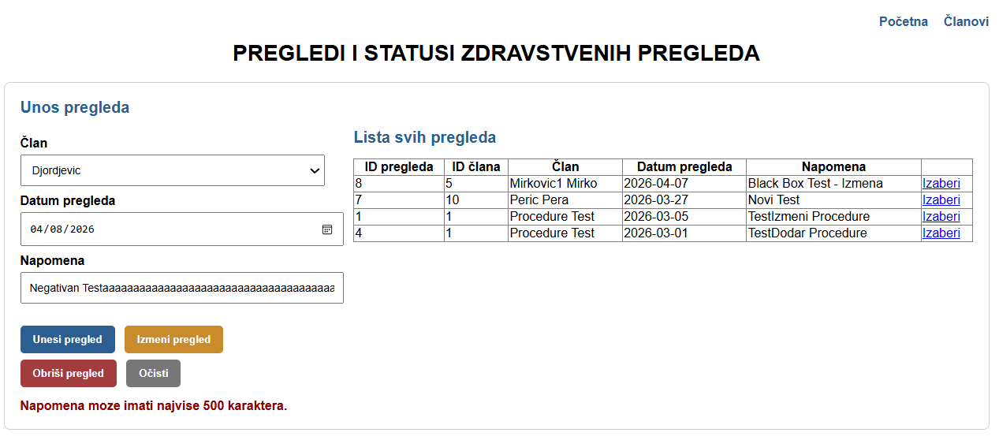 Početna Članovi
PREGLEDI I STATUSI ZDRAVSTVENIH PREGLEDA
Unos pregleda
Član
Djordjevic
Datum pregleda
04/08/2026
Napomena
Negativan Testaaaaaaaaaaaaaaaaaaaaaaaaaaaaaaaaaaaaaa
Unesi pregled Izmeni pregled
Obriši pregled Očisti
Napomena moze imati najvise 500 karaktera.
Lista svih pregleda
ID pregleda ID člana Član Datum pregleda Napomena
8 5 Mirkovic1 Mirko 2026-04-07 Black Box Test - Izmena Izaberi
7 10 Peric Pera 2026-03-27 Novi Test Izaberi
1 1 Procedure Test 2026-03-05 TestIzmeni Procedure Izaberi
4 1 Procedure Test 2026-03-01 TestDodar Procedure Izaberi